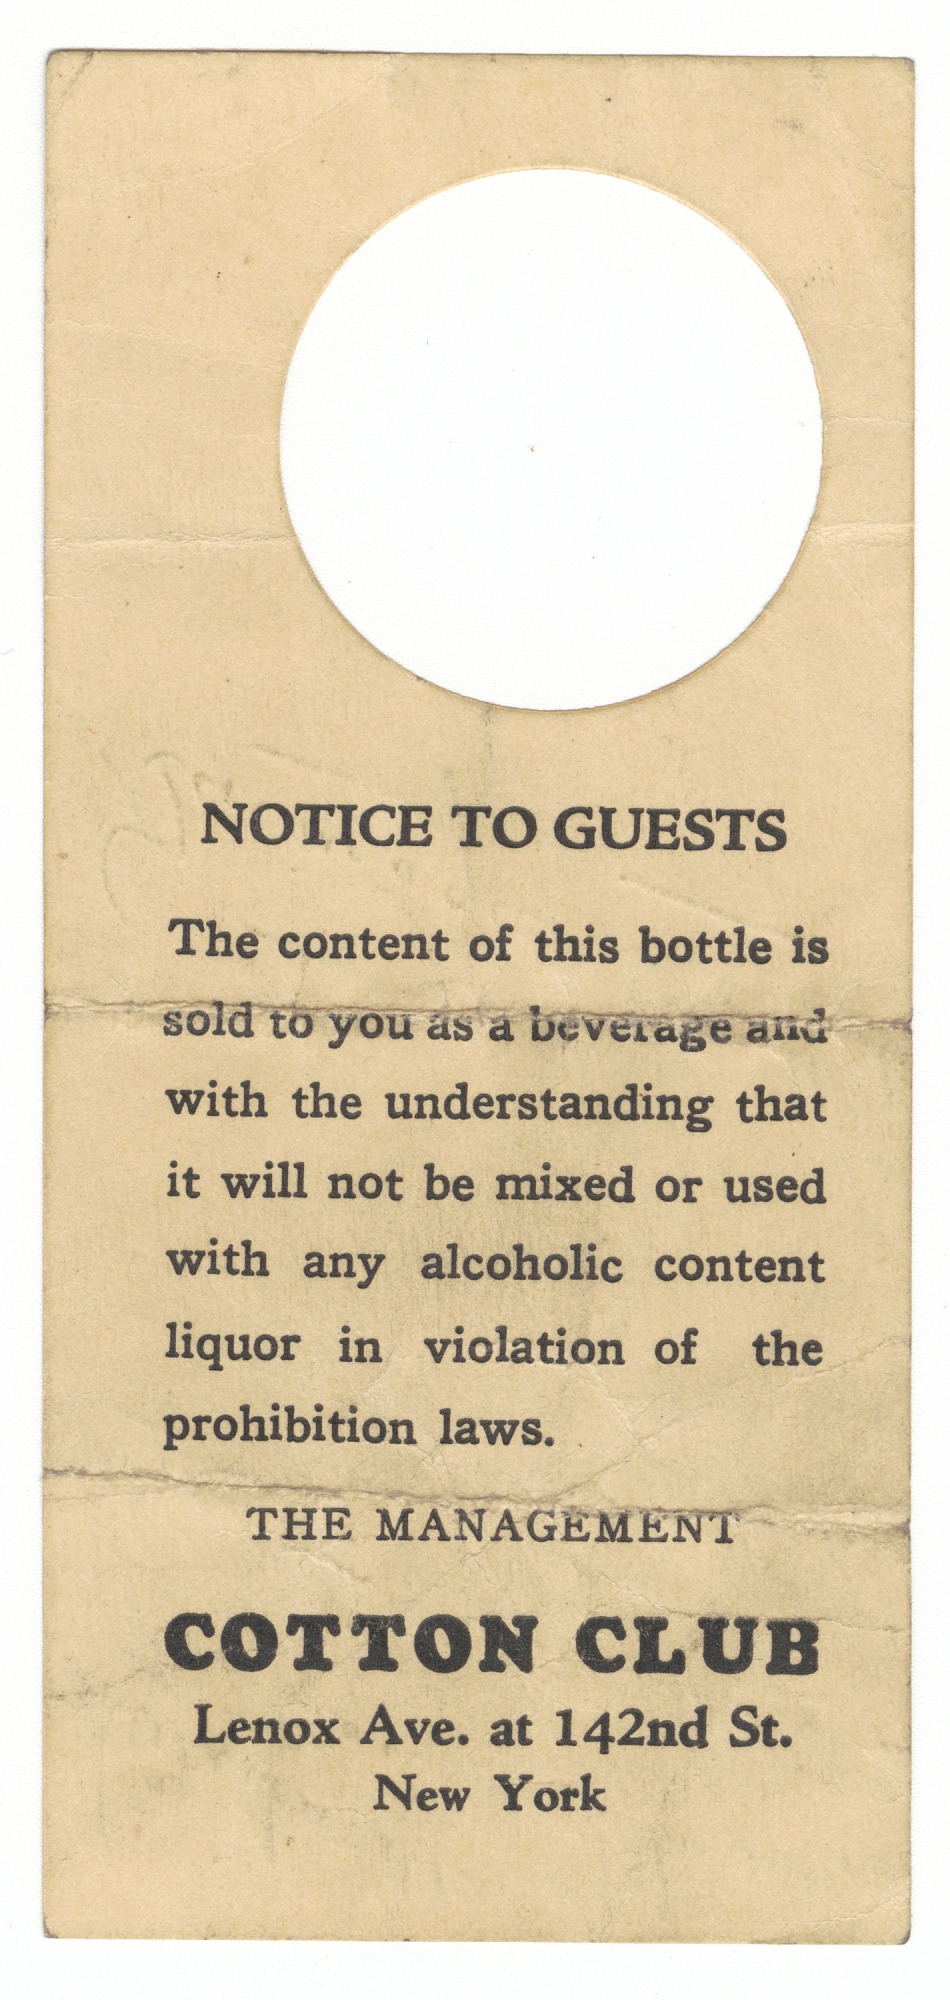 NOTICE TO GUESTS
The content of this bottle is
sold to you as a beverage and
with the understanding that
it will not be mixed or used
with any alcoholic content
liquor in violation of the
prohibition laws.
THE MANAGEMENT
COTTON CLUB
Lenox Ave. at 142nd St.
New York